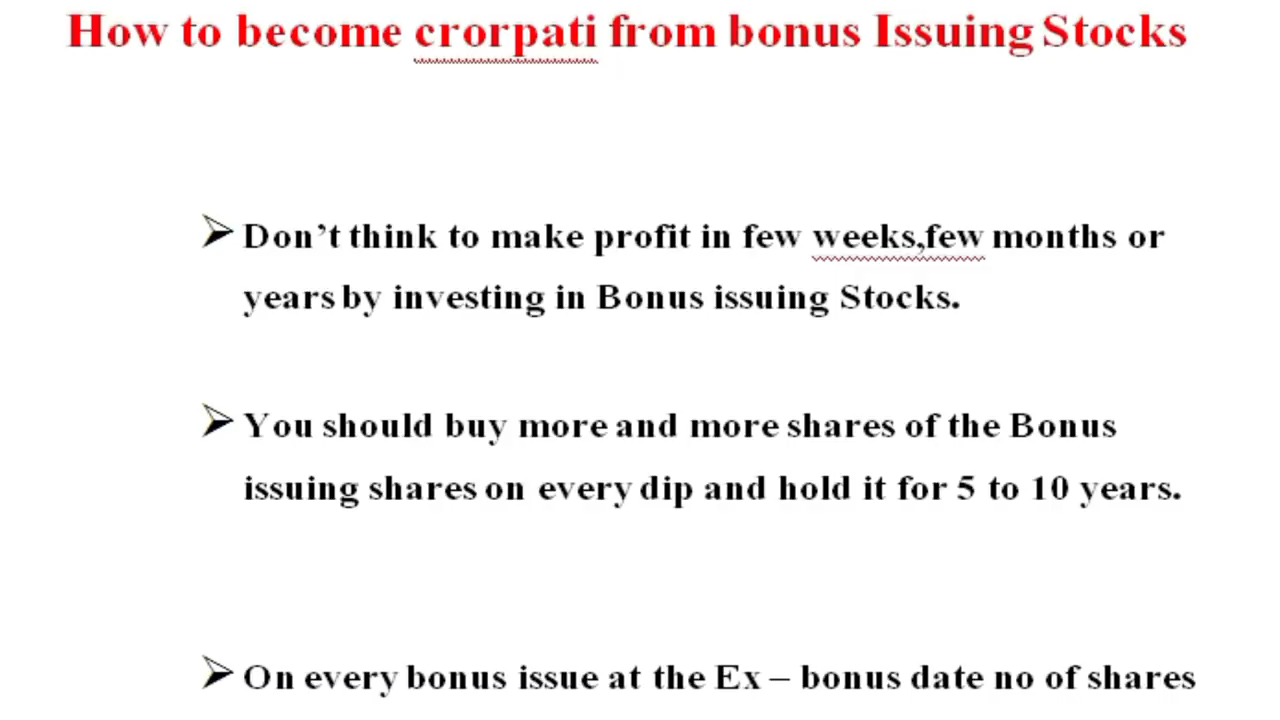 How to become crorpati from bonus Issuing Stocks
➢ Don't think to make profit in few weeks,few months or
years by investing in Bonus issuing Stocks.
➢ You should buy more and more shares of the Bonus
issuing shares on every dip and hold it for 5 to 10 years.
➢ On every bonus issue at the Ex – bonus date no of shares